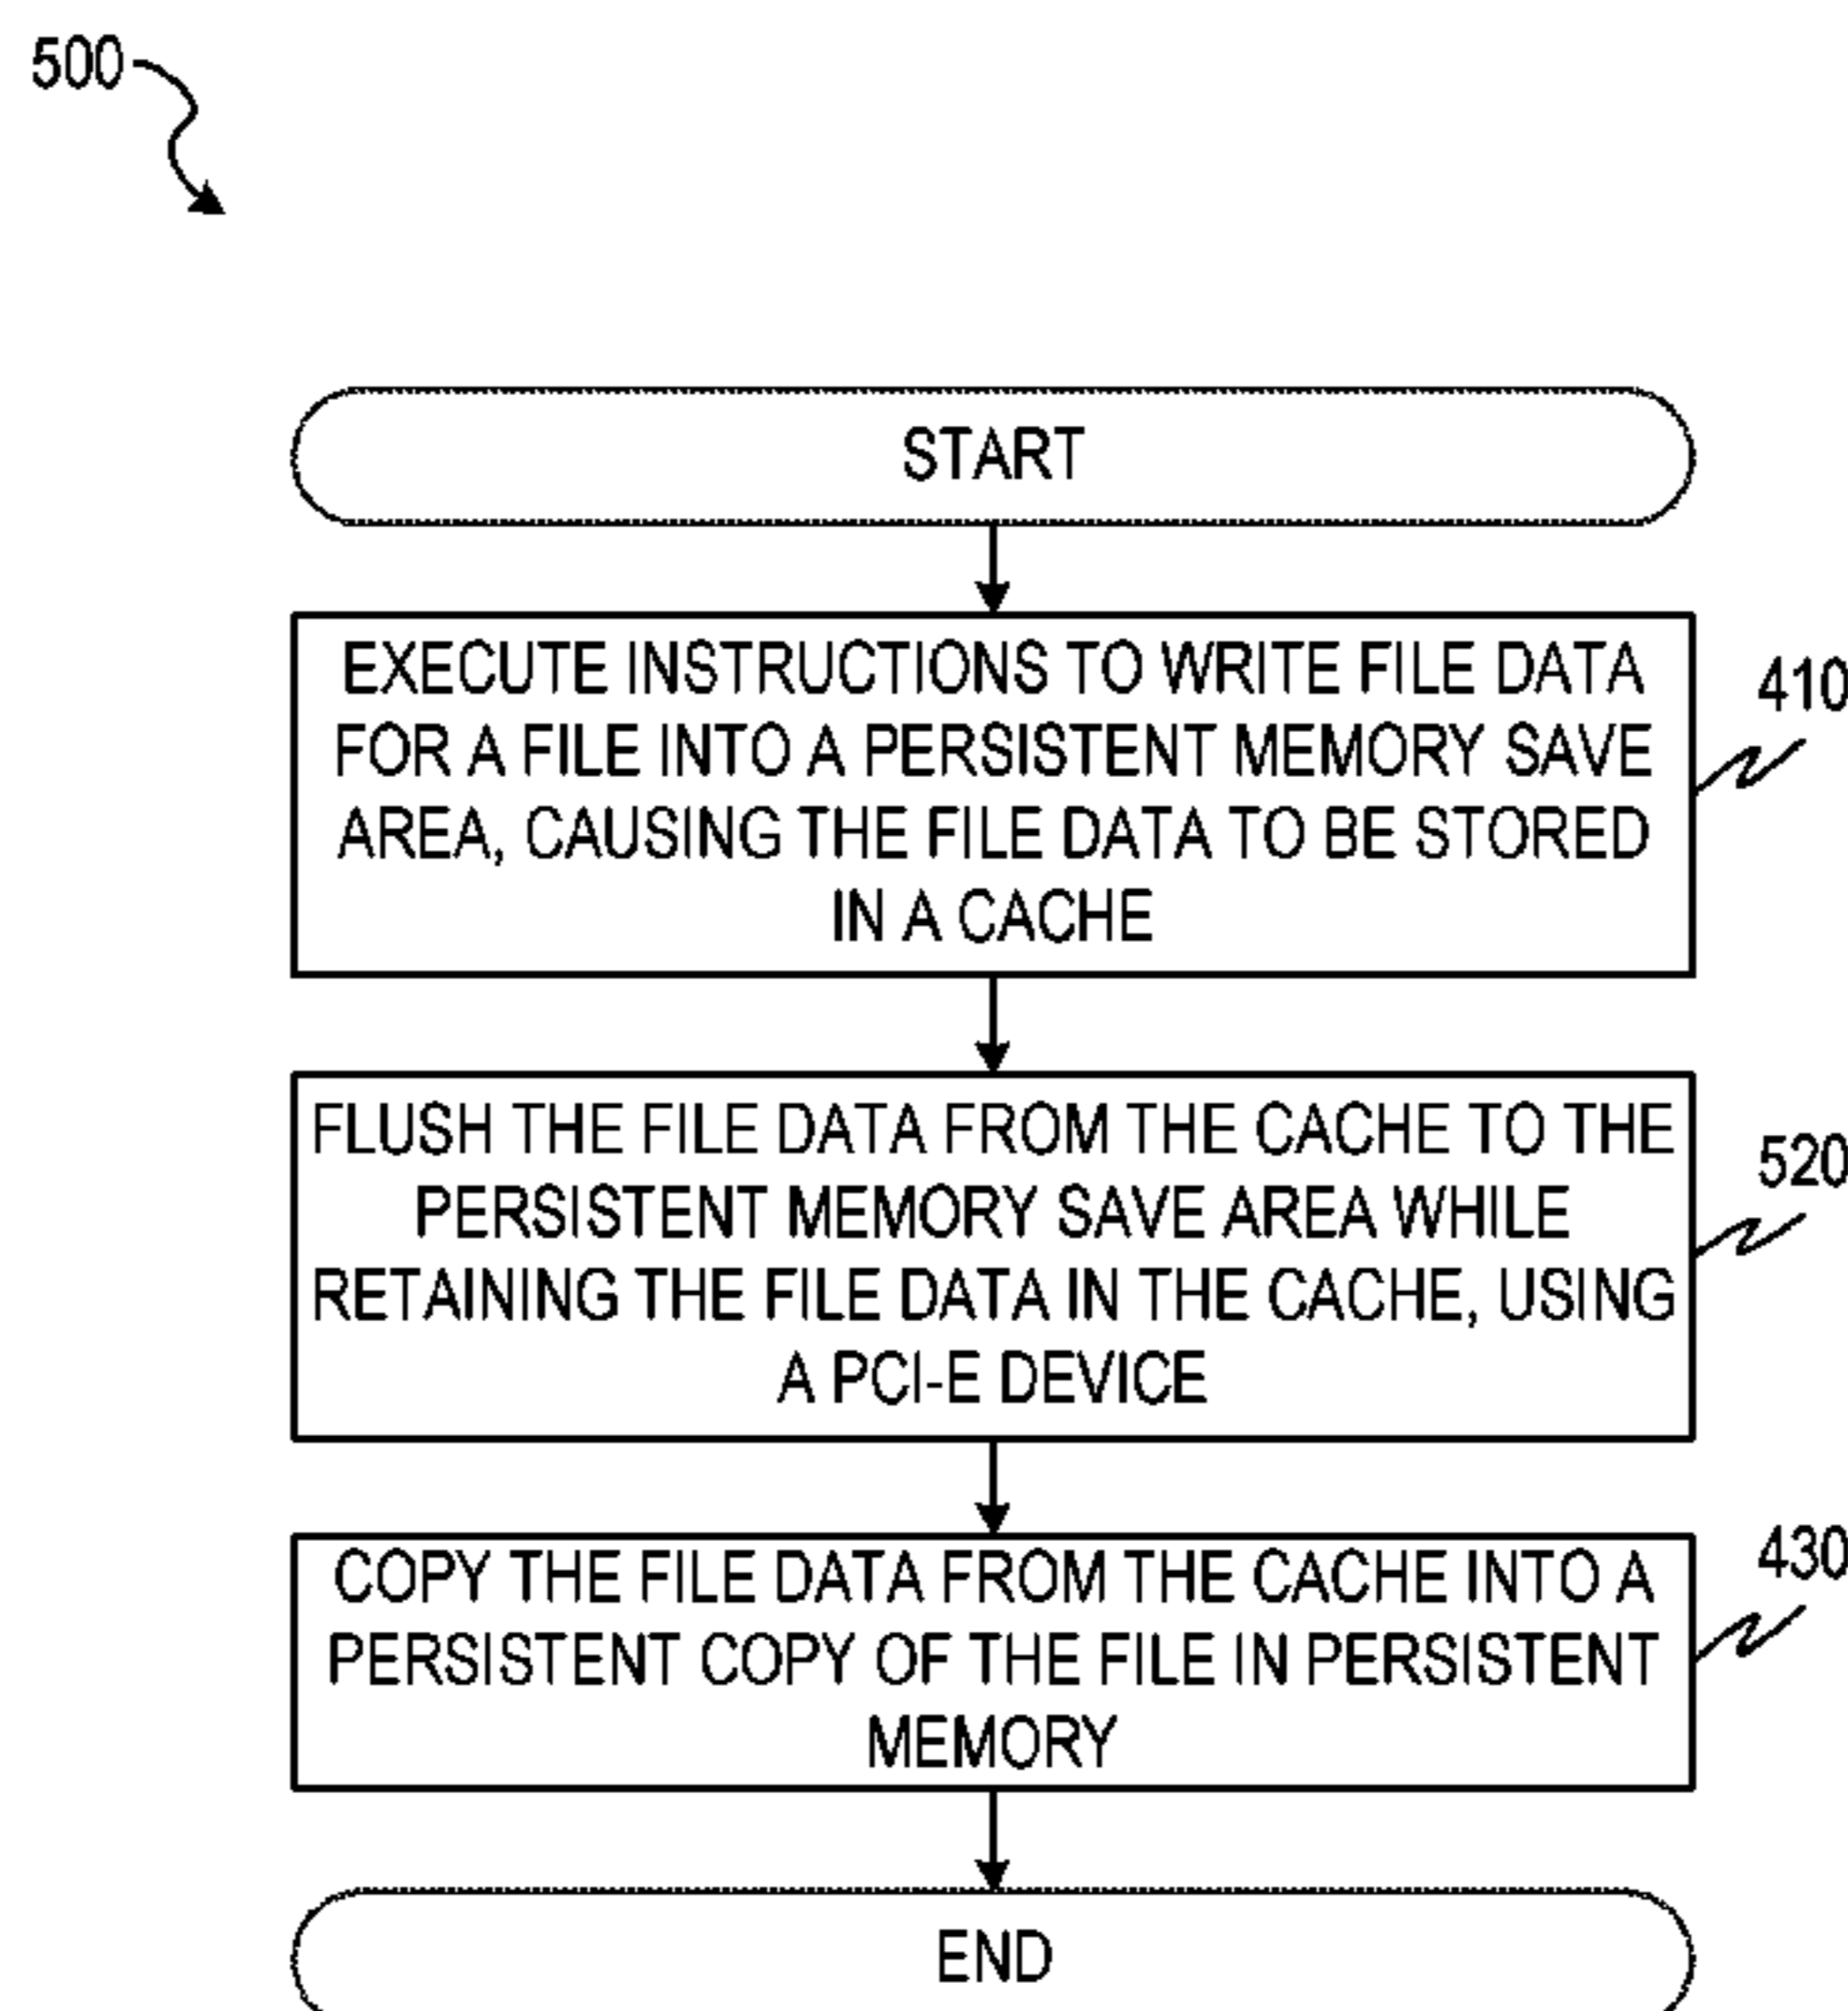 500
START
EXECUTE INSTRUCTIONS TO WRITE FILE DATA
FOR A FILE INTO A PERSISTENT MEMORY SAVE
AREA, CAUSING THE FILE DATA TO BE STORED
IN A CACHE
410
FLUSH THE FILE DATA FROM THE CACHE TO THE
PERSISTENT MEMORY SAVE AREA WHILE
RETAINING THE FILE DATA IN THE CACHE, USING
A PCI-E DEVICE
520
COPY THE FILE DATA FROM THE CACHE INTO A
PERSISTENT COPY OF THE FILE IN PERSISTENT
MEMORY
430
END